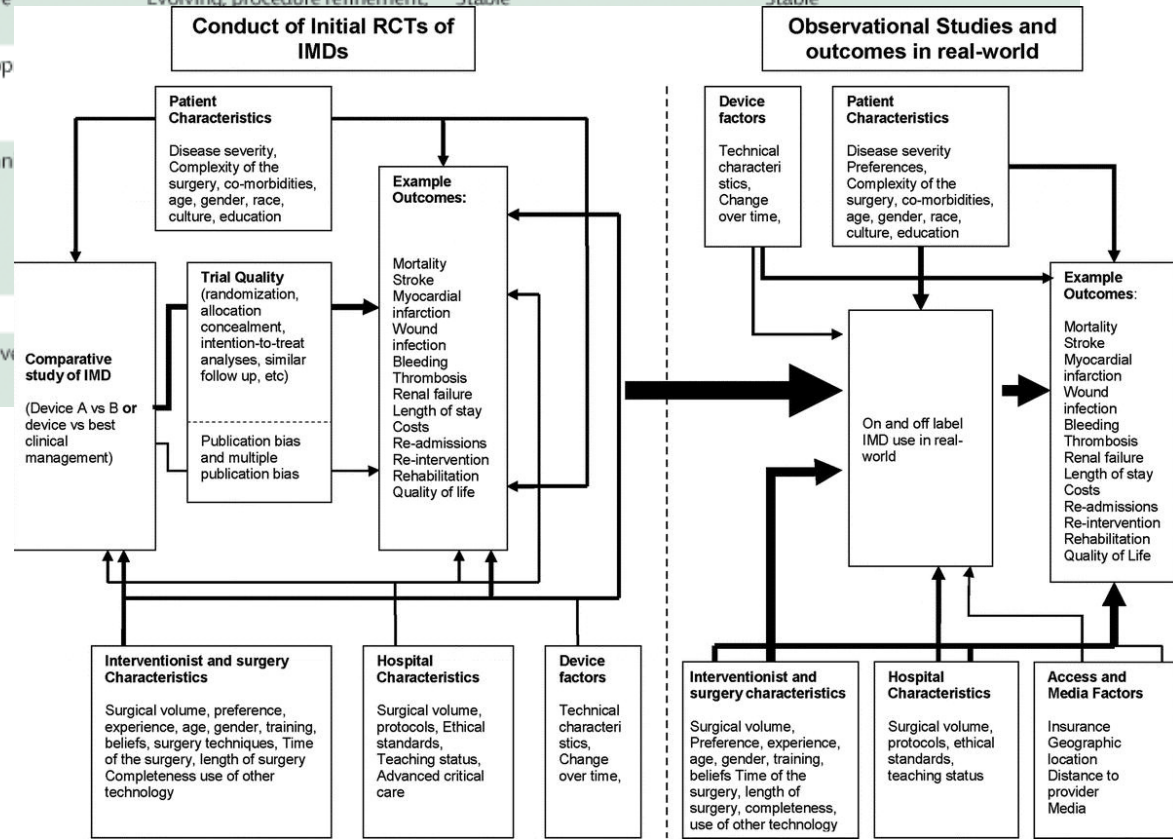 Conduct of Initial RCTs of
IMDs
Patient
Characteristics
Disease severity,
Complexity of the
surgery, co-morbidities,
age, gender, race,
culture, education
Comparative
study of IMD
(Device A vs B or
device vs best
clinical
management)
Trial Quality
(randomization,
allocation
concealment,
intention-to-treat
analyses, similar
follow up, etc)
Publication bias
and multiple
publication bias
Example
Outcomes:
Mortality
Stroke
Myocardial
infarction
Wound
infection
Bleeding
Thrombosis
Renal failure
Length of stay
Costs
Re-admissions
Re-intervention
Rehabilitation
Quality of life
Interventionist and surgery
Characteristics
Surgical volume, preference,
experience, age, gender, training,
beliefs, surgery techniques, Time
of the surgery, length of surgery
Completeness use of other
technology
Hospital
Characteristics
Surgical volume,
protocols, Ethical
standards,
Teaching status,
Advanced critical
care
Device
factors
Technical
characteri
stics,
Change
over time,
Observational Studies and
outcomes in real-world
Device
factors
Technical
characteri
stics,
Change
over time,
Patient
Characteristics
Disease severity
Preferences,
Complexity of the
surgery, co-morbidities,
age, gender, race,
culture, education
On and off label
IMD use in real-
world
Example
Outcomes:
Mortality
Stroke
Myocardial
infarction
Wound
infection
Bleeding
Thrombosis
Renal failure
Length of stay
Costs
Re-admissions
Re-intervention
Rehabilitation
Quality of Life
Interventionist and
surgery characteristics
Surgical volume,
Preference, experience,
age, gender, training,
beliefs Time of the
surgery, length of
surgery, completeness,
use of other technology
Hospital
Characteristics
Surgical volume,
protocols, ethical
standards,
teaching status
Access and
Media Factors
Insurance
Geographic
location
Distance to
provider
Media